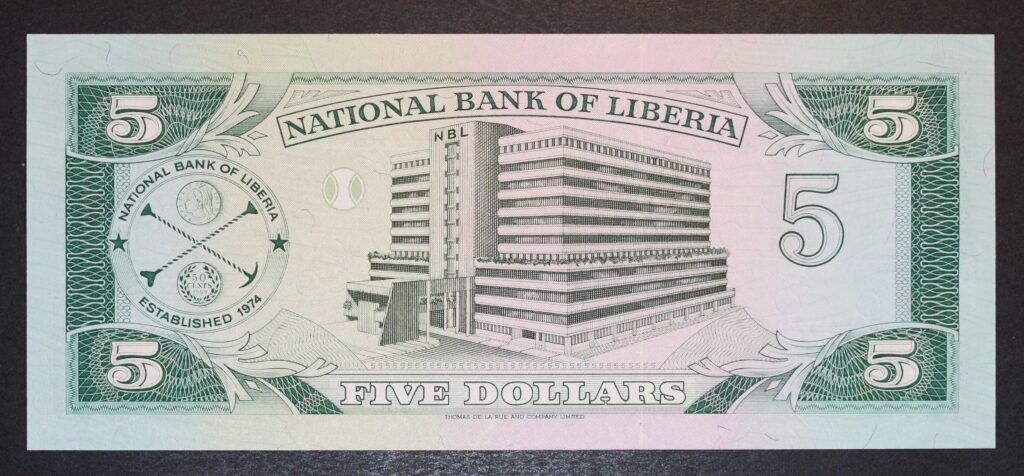 5
5
NATIONAL BANK OF LIBERIA
NBL
NATIONAL BANK OF LIBERIA
50
CENTS
ESTABLISHED 1974
5
5
5
FIVE DOLLARS
THOMAS DE LA RUE AND COMPANY LIMITED